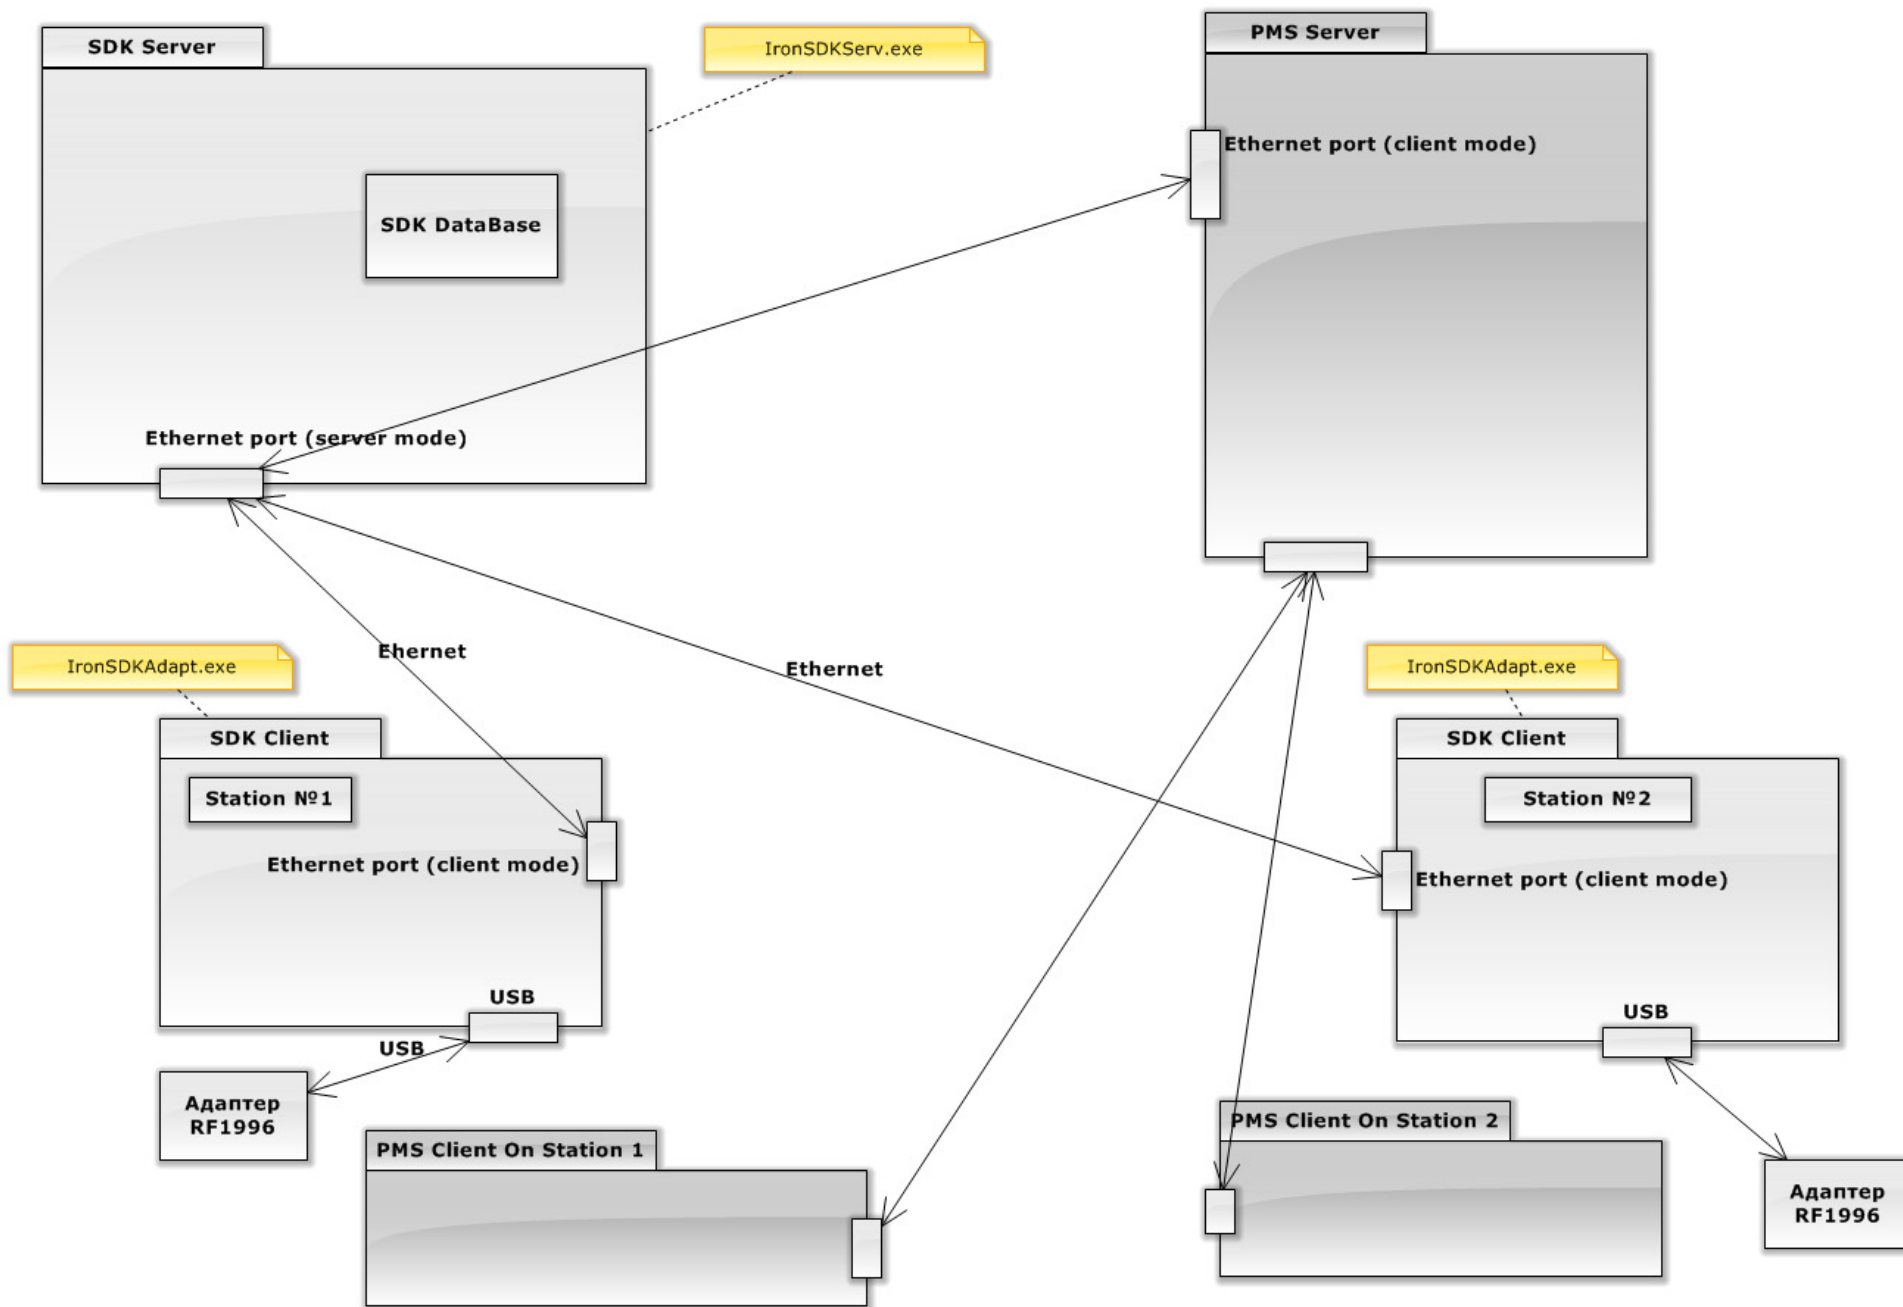 SDK Server
IronSDKServ.exe
PMS Server
Ethernet port (client mode)
SDK DataBase
Ethernet port (server mode)
Ehernet
Ethernet
IronSDKAdapt.exe
IronSDKAdapt.exe
SDK Client
SDK Client
Station №1
Station №2
Ethernet port (client mode)
Ethernet port (client mode)
USB
USB
USB
Адаптер
RF1996
PMS Client On Station 1
PMS Client On Station 2
Адаптер
RF1996